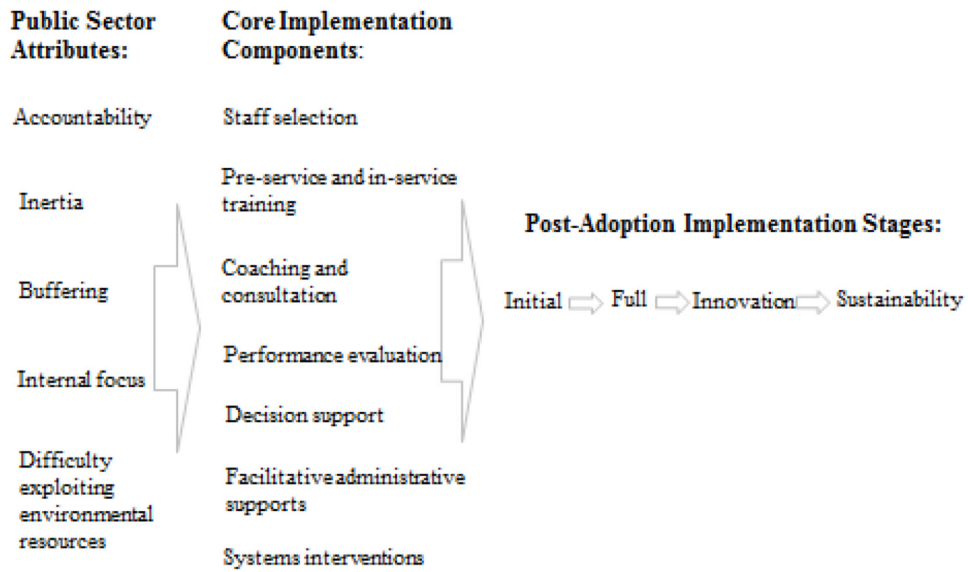 Public Sector
Attributes:
Accountability
Inertia
Buffering
Internal focus
Difficulty
exploiting
environmental
resources
Core Implementation
Components:
Staff selection
Pre-service and in-service
training
Coaching and
consultation
Performance evaluation
Decision support
Facilitative administrative
supports
Systems interventions
Post-Adoption Implementation Stages:
Initial Full Innovation Sustainability